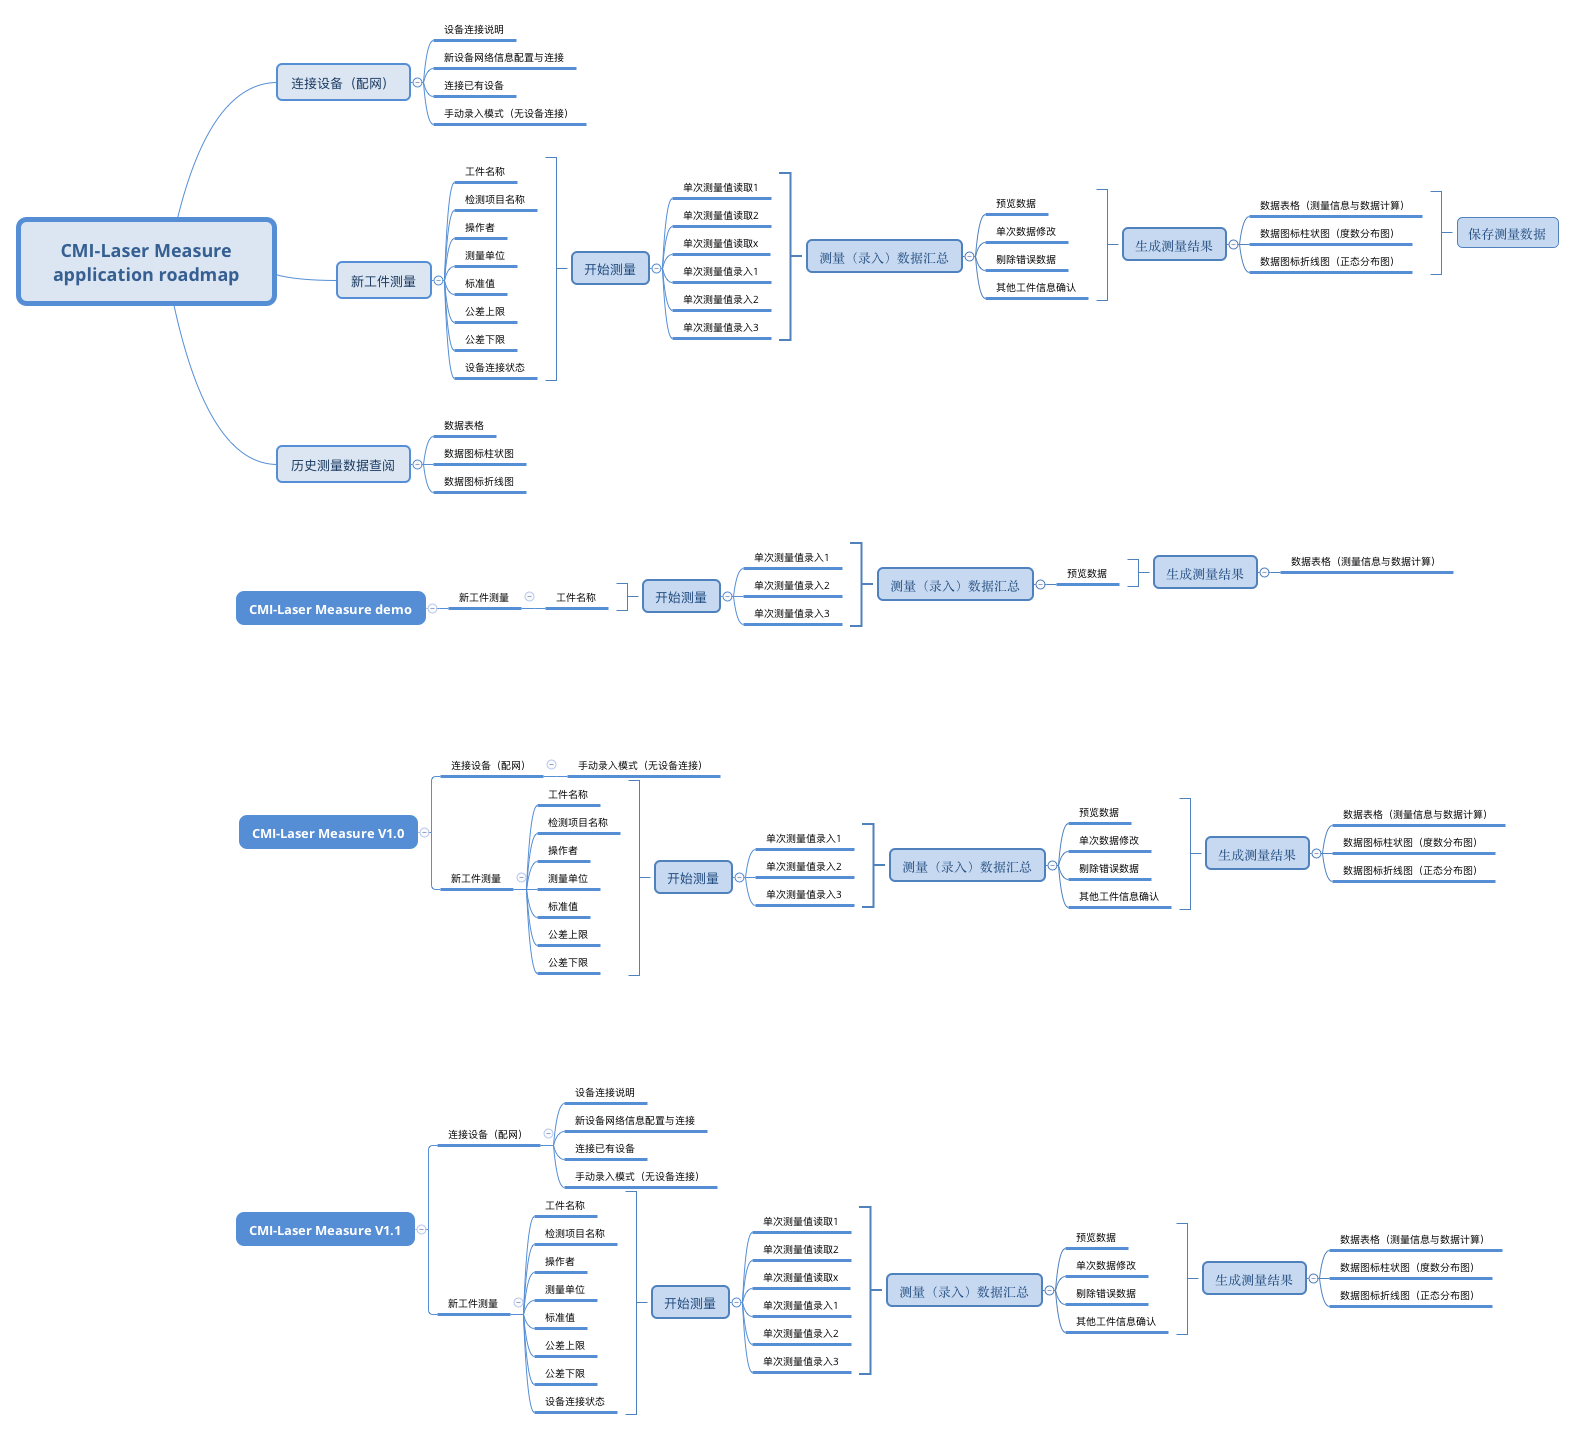 CMI-Laser Measure
application roadmap
连接设备（配网）
设备连接说明
新设备网络信息配置与连接
连接已有设备
手动录入模式（无设备连接）
新工件测量
工件名称
检测项目名称
操作者
测量单位
标准值
公差上限
公差下限
设备连接状态
开始测量
单次测量值读取1
单次测量值读取2
单次测量值读取x
单次测量值录入1
单次测量值录入2
单次测量值录入3
测量（录入）数据汇总
预览数据
单次数据修改
剔除错误数据
其他工件信息确认
生成测量结果
数据表格（测量信息与数据计算）
数据图标柱状图（度数分布图）
数据图标折线图（正态分布图）
保存测量数据
历史测量数据查阅
数据表格
数据图标柱状图
数据图标折线图
CMI-Laser Measure demo
新工件测量
工件名称
开始测量
单次测量值录入1
单次测量值录入2
单次测量值录入3
测量（录入）数据汇总
预览数据
生成测量结果
数据表格（测量信息与数据计算）
CMI-Laser Measure V1.0
连接设备（配网）
手动录入模式（无设备连接）
新工件测量
工件名称
检测项目名称
操作者
测量单位
标准值
公差上限
公差下限
开始测量
单次测量值录入1
单次测量值录入2
单次测量值录入3
测量（录入）数据汇总
预览数据
单次数据修改
剔除错误数据
其他工件信息确认
生成测量结果
数据表格（测量信息与数据计算）
数据图标柱状图（度数分布图）
数据图标折线图（正态分布图）
CMI-Laser Measure V1.1
连接设备（配网）
设备连接说明
新设备网络信息配置与连接
连接已有设备
手动录入模式（无设备连接）
新工件测量
工件名称
检测项目名称
操作者
测量单位
标准值
公差上限
公差下限
设备连接状态
开始测量
单次测量值读取1
单次测量值读取2
单次测量值读取x
单次测量值录入1
单次测量值录入2
单次测量值录入3
测量（录入）数据汇总
预览数据
单次数据修改
剔除错误数据
其他工件信息确认
生成测量结果
数据表格（测量信息与数据计算）
数据图标柱状图（度数分布图）
数据图标折线图（正态分布图）